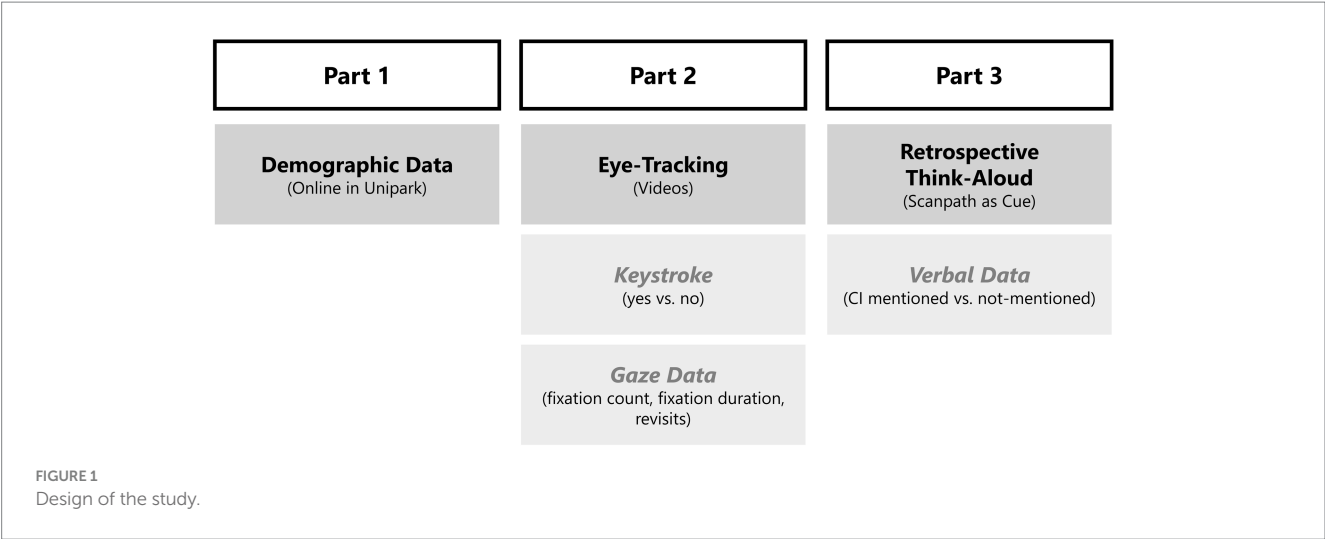 Part 1
Demographic Data
(Online in Unipark)
Part 2
Eye-Tracking
(Videos)
Keystroke
(yes vs. no)
Gaze Data
(fixation count, fixation duration,
revisits)
Part 3
Retrospective
Think-Aloud
(Scanpath as Cue)
Verbal Data
(CI mentioned vs. not-mentioned)
FIGURE 1
Design of the study.